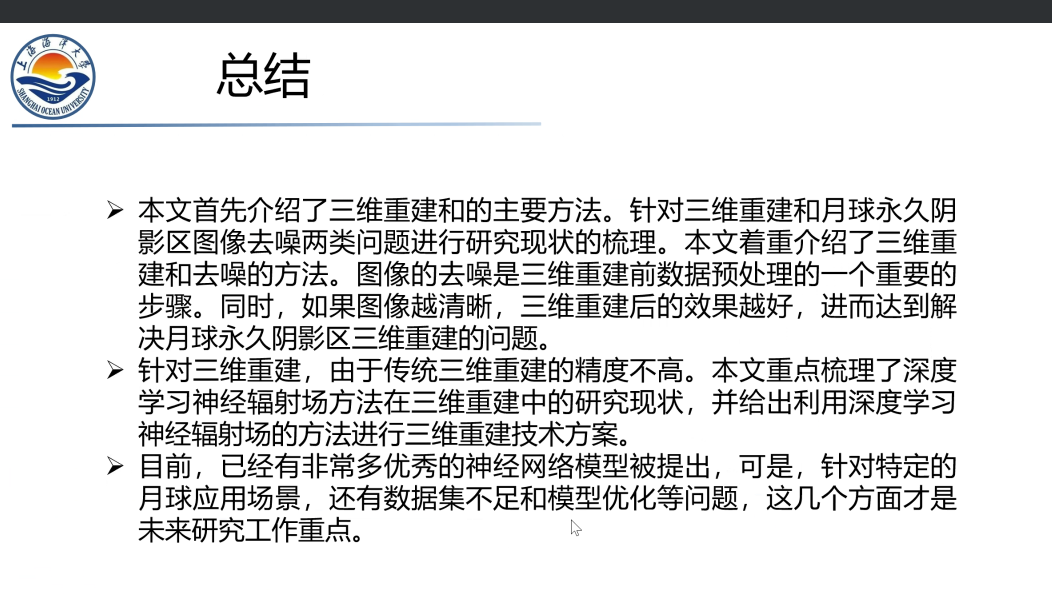 上海海洋大学
1912
SHANGHAI OCEAN UNIVERSITY
总结
本文首先介绍了三维重建和的主要方法。针对三维重建和月球永久阴
影区图像去噪两类问题进行研究现状的梳理。本文着重介绍了三维重
建和去噪的方法。图像的去噪是三维重建前数据预处理的一个重要的
步骤。同时，如果图像越清晰，三维重建后的效果越好，进而达到解
决月球永久阴影区三维重建的问题。
针对三维重建，由于传统三维重建的精度不高。本文重点梳理了深度
学习神经辐射场方法在三维重建中的研究现状，并给出利用深度学习
神经辐射场的方法进行三维重建技术方案。
目前，已经有非常多优秀的神经网络模型被提出，可是，针对特定的
月球应用场景，还有数据集不足和模型优化等问题，这几个方面才是
未来研究工作重点。